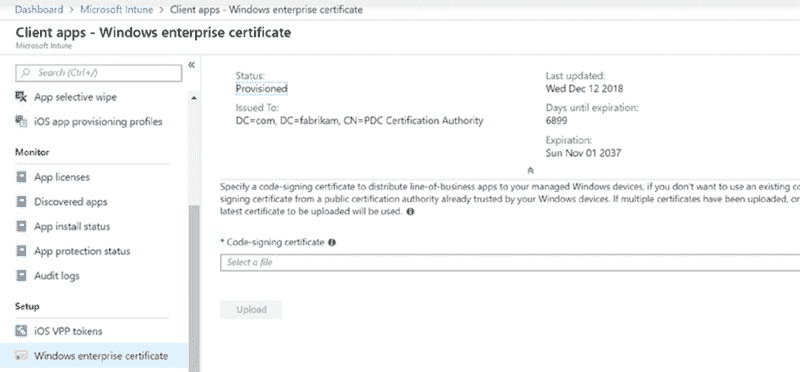 Dashboard > Microsoft Intune > Client apps - Windows enterprise certificate
Client apps - Windows enterprise certificate
Microsoft Intune
Search (Ctrl+/)
«
App selective wipe
iOS app provisioning profiles
Monitor
App licenses
Discovered apps
App install status
App protection status
Audit logs
Setup
iOS VPP tokens
Windows enterprise certificate
Status:
Provisioned
Issued To:
DC=com, DC=fabrikam, CN=PDC Certification Authority
Last updated:
Wed Dec 12 2018
Days until expiration:
6899
Expiration:
Sun Nov 01 2037
Specify a code-signing certificate to distribute line-of-business apps to your managed Windows devices, if you don't want to use an existing co
signing certificate from a public certification authority already trusted by your Windows devices. If multiple certificates have been uploaded, on
latest certificate to be uploaded will be used.
* Code-signing certificate
Select a file
Upload